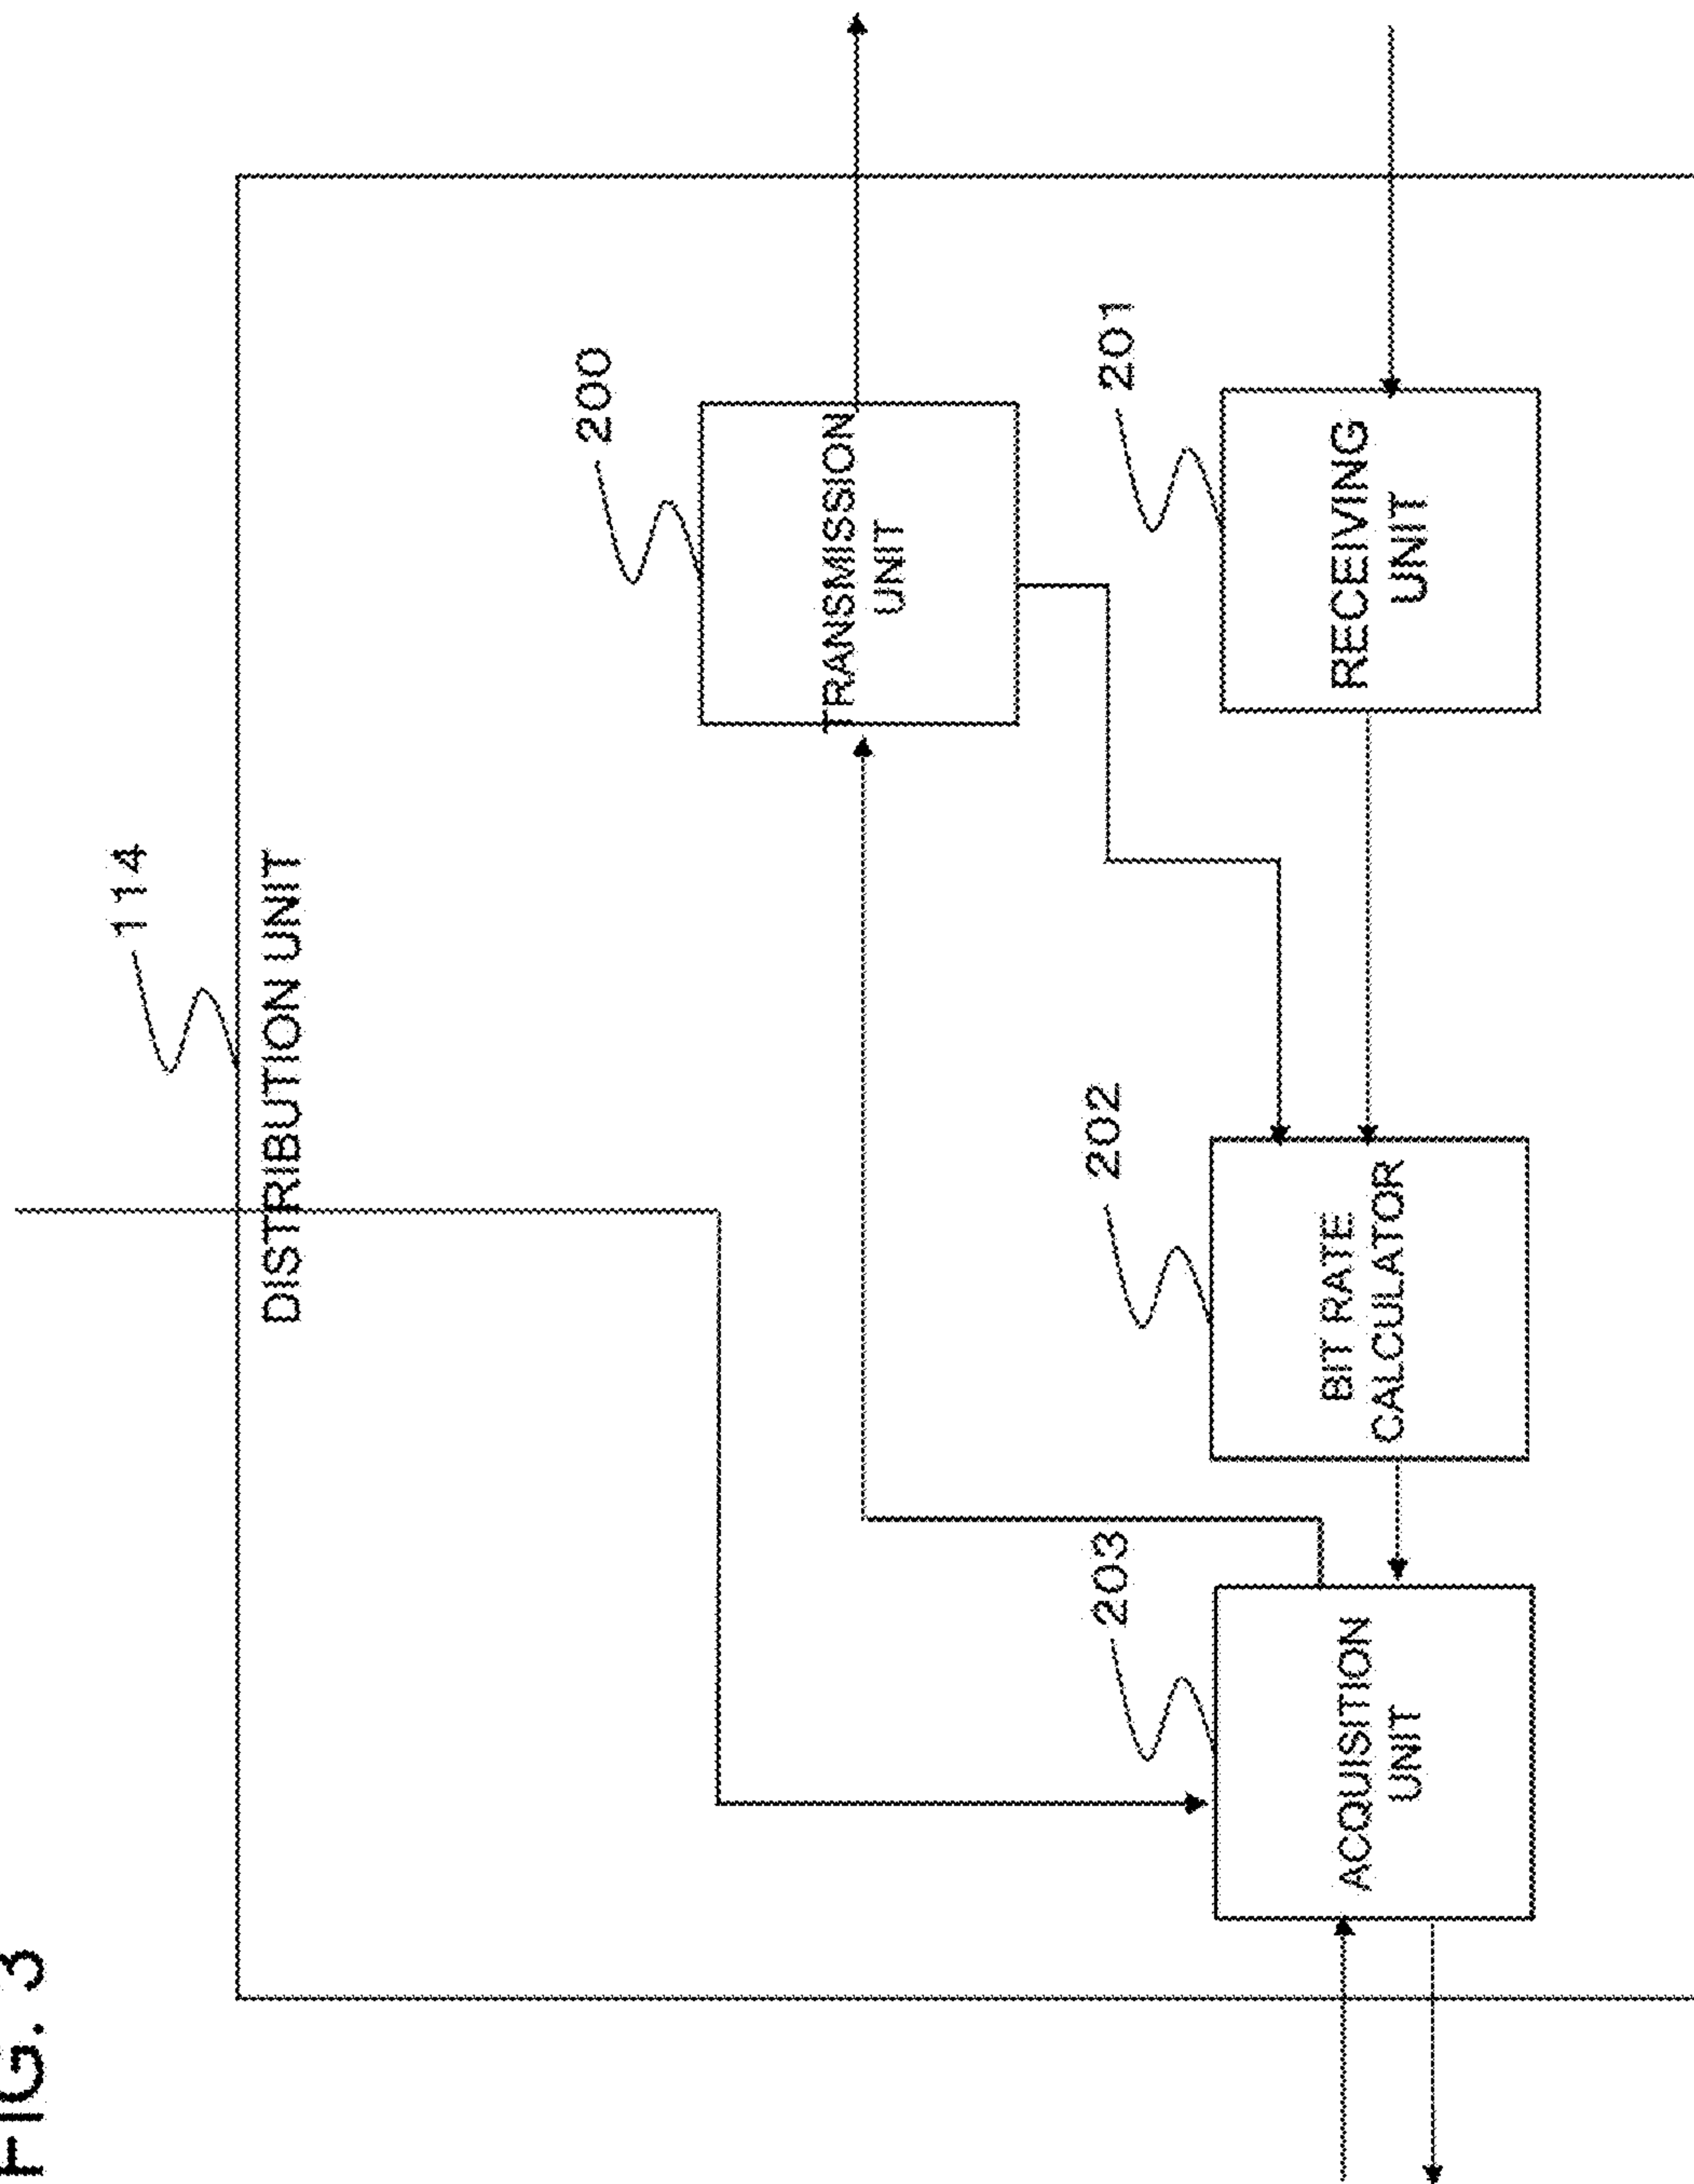 FIG. 3
114
DISTRIBUTION UNIT
200
TRANSMISSION
UNIT
203
ACQUISITION
UNIT
202
BIT RATE
CALCULATOR
201
RECEIVING
UNIT